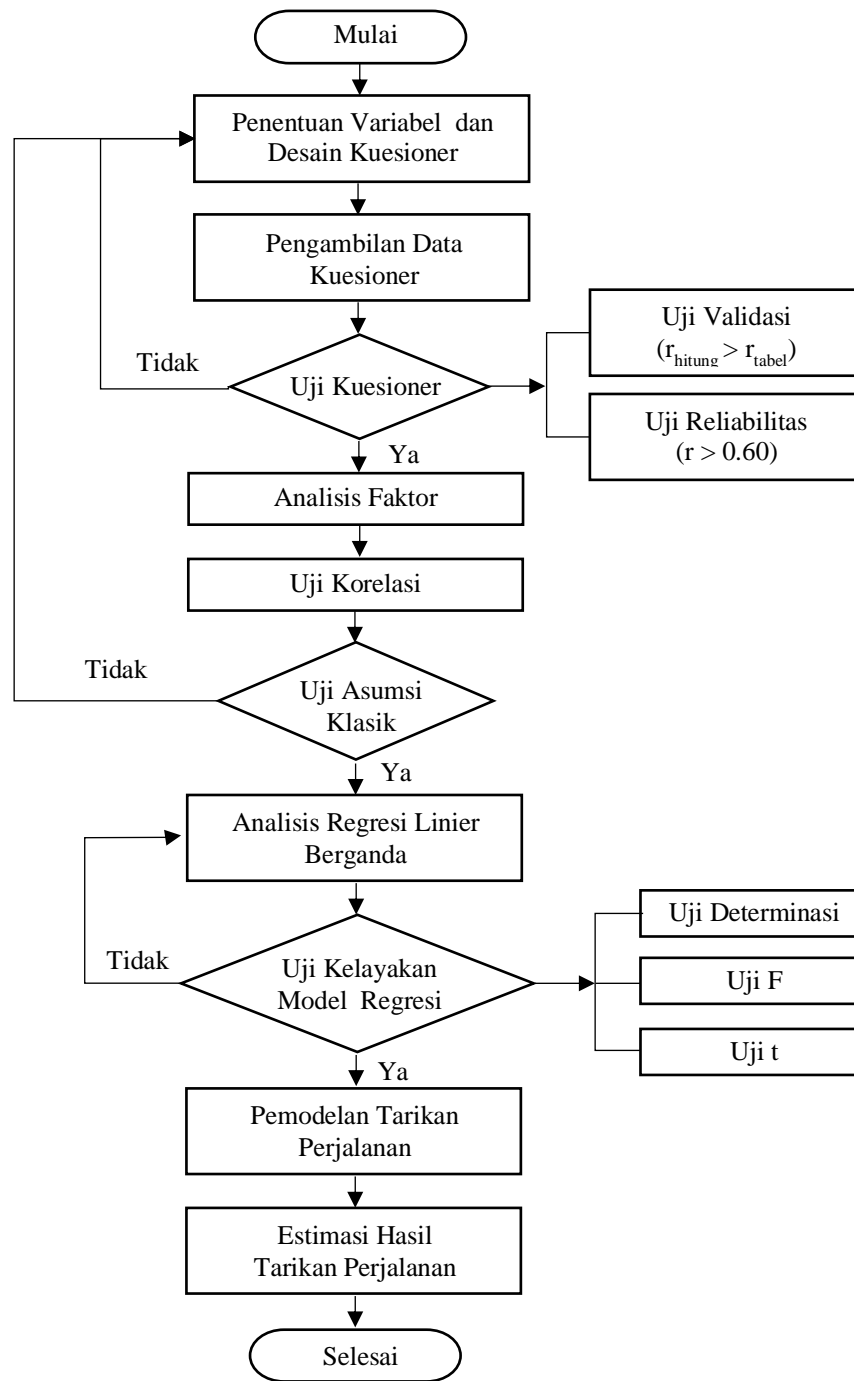 Mulai
Penentuan Variabel dan
Desain Kuesioner
Pengambilan Data
Kuesioner
Tidak
Uji Kuesioner
Uji Validasi
(r_hitung > r_tabel)
Uji Reliabilitas
(r > 0.60)
Ya
Analisis Faktor
Uji Korelasi
Tidak
Uji Asumsi
Klasik
Ya
Analisis Regresi Linier
Berganda
Tidak
Uji Kelayakan
Model Regresi
Uji Determinasi
Uji F
Uji t
Ya
Pemodelan Tarikan
Perjalanan
Estimasi Hasil
Tarikan Perjalanan
Selesai